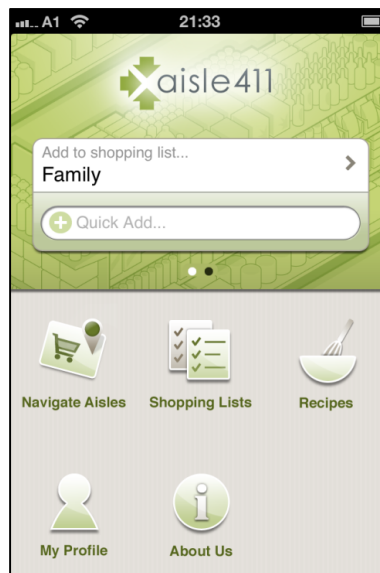 A1 21:33
aisle411
Add to shopping list...
Family
Quick Add...
Navigate Aisles Shopping Lists Recipes
My Profile About Us